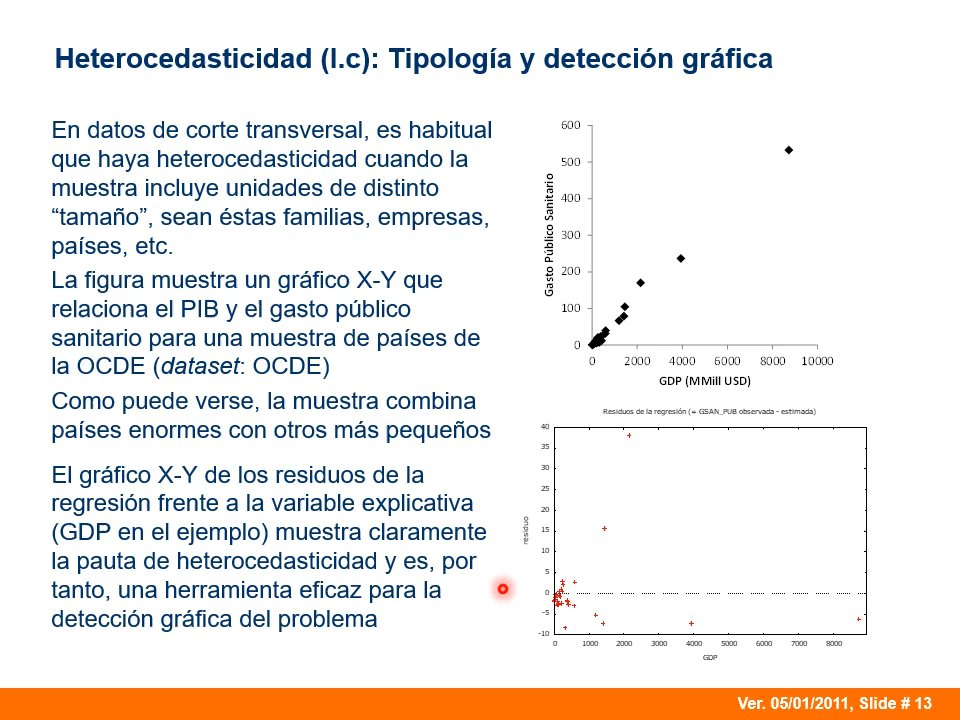 Heterocedasticidad (I.c): Tipología y detección gráfica
En datos de corte transversal, es habitual
que haya heterocedasticidad cuando la
muestra incluye unidades de distinto
“tamaño”, sean éstas familias, empresas,
países, etc.
La figura muestra un gráfico X-Y que
relaciona el PIB y el gasto público
sanitario para una muestra de países de
la OCDE (dataset: OCDE)
Como puede verse, la muestra combina
países enormes con otros más pequeños
El gráfico X-Y de los residuos de la
regresión frente a la variable explicativa
(GDP en el ejemplo) muestra claramente
la pauta de heterocedasticidad y es, por
tanto, una herramienta eficaz para la
detección gráfica del problema
Gasto Público Sanitario
600
500
400
300
200
100
0
0 2000 4000 6000 8000 10000
GDP (MMill USD)
Residuos de la regresión (= GSAN_PUB observada - estimada)
residuo
40
35
30
25
20
15
10
5
0
-5
-10
0 1000 2000 3000 4000 5000 6000 7000 8000
GDP
Ver. 05/01/2011, Slide # 13